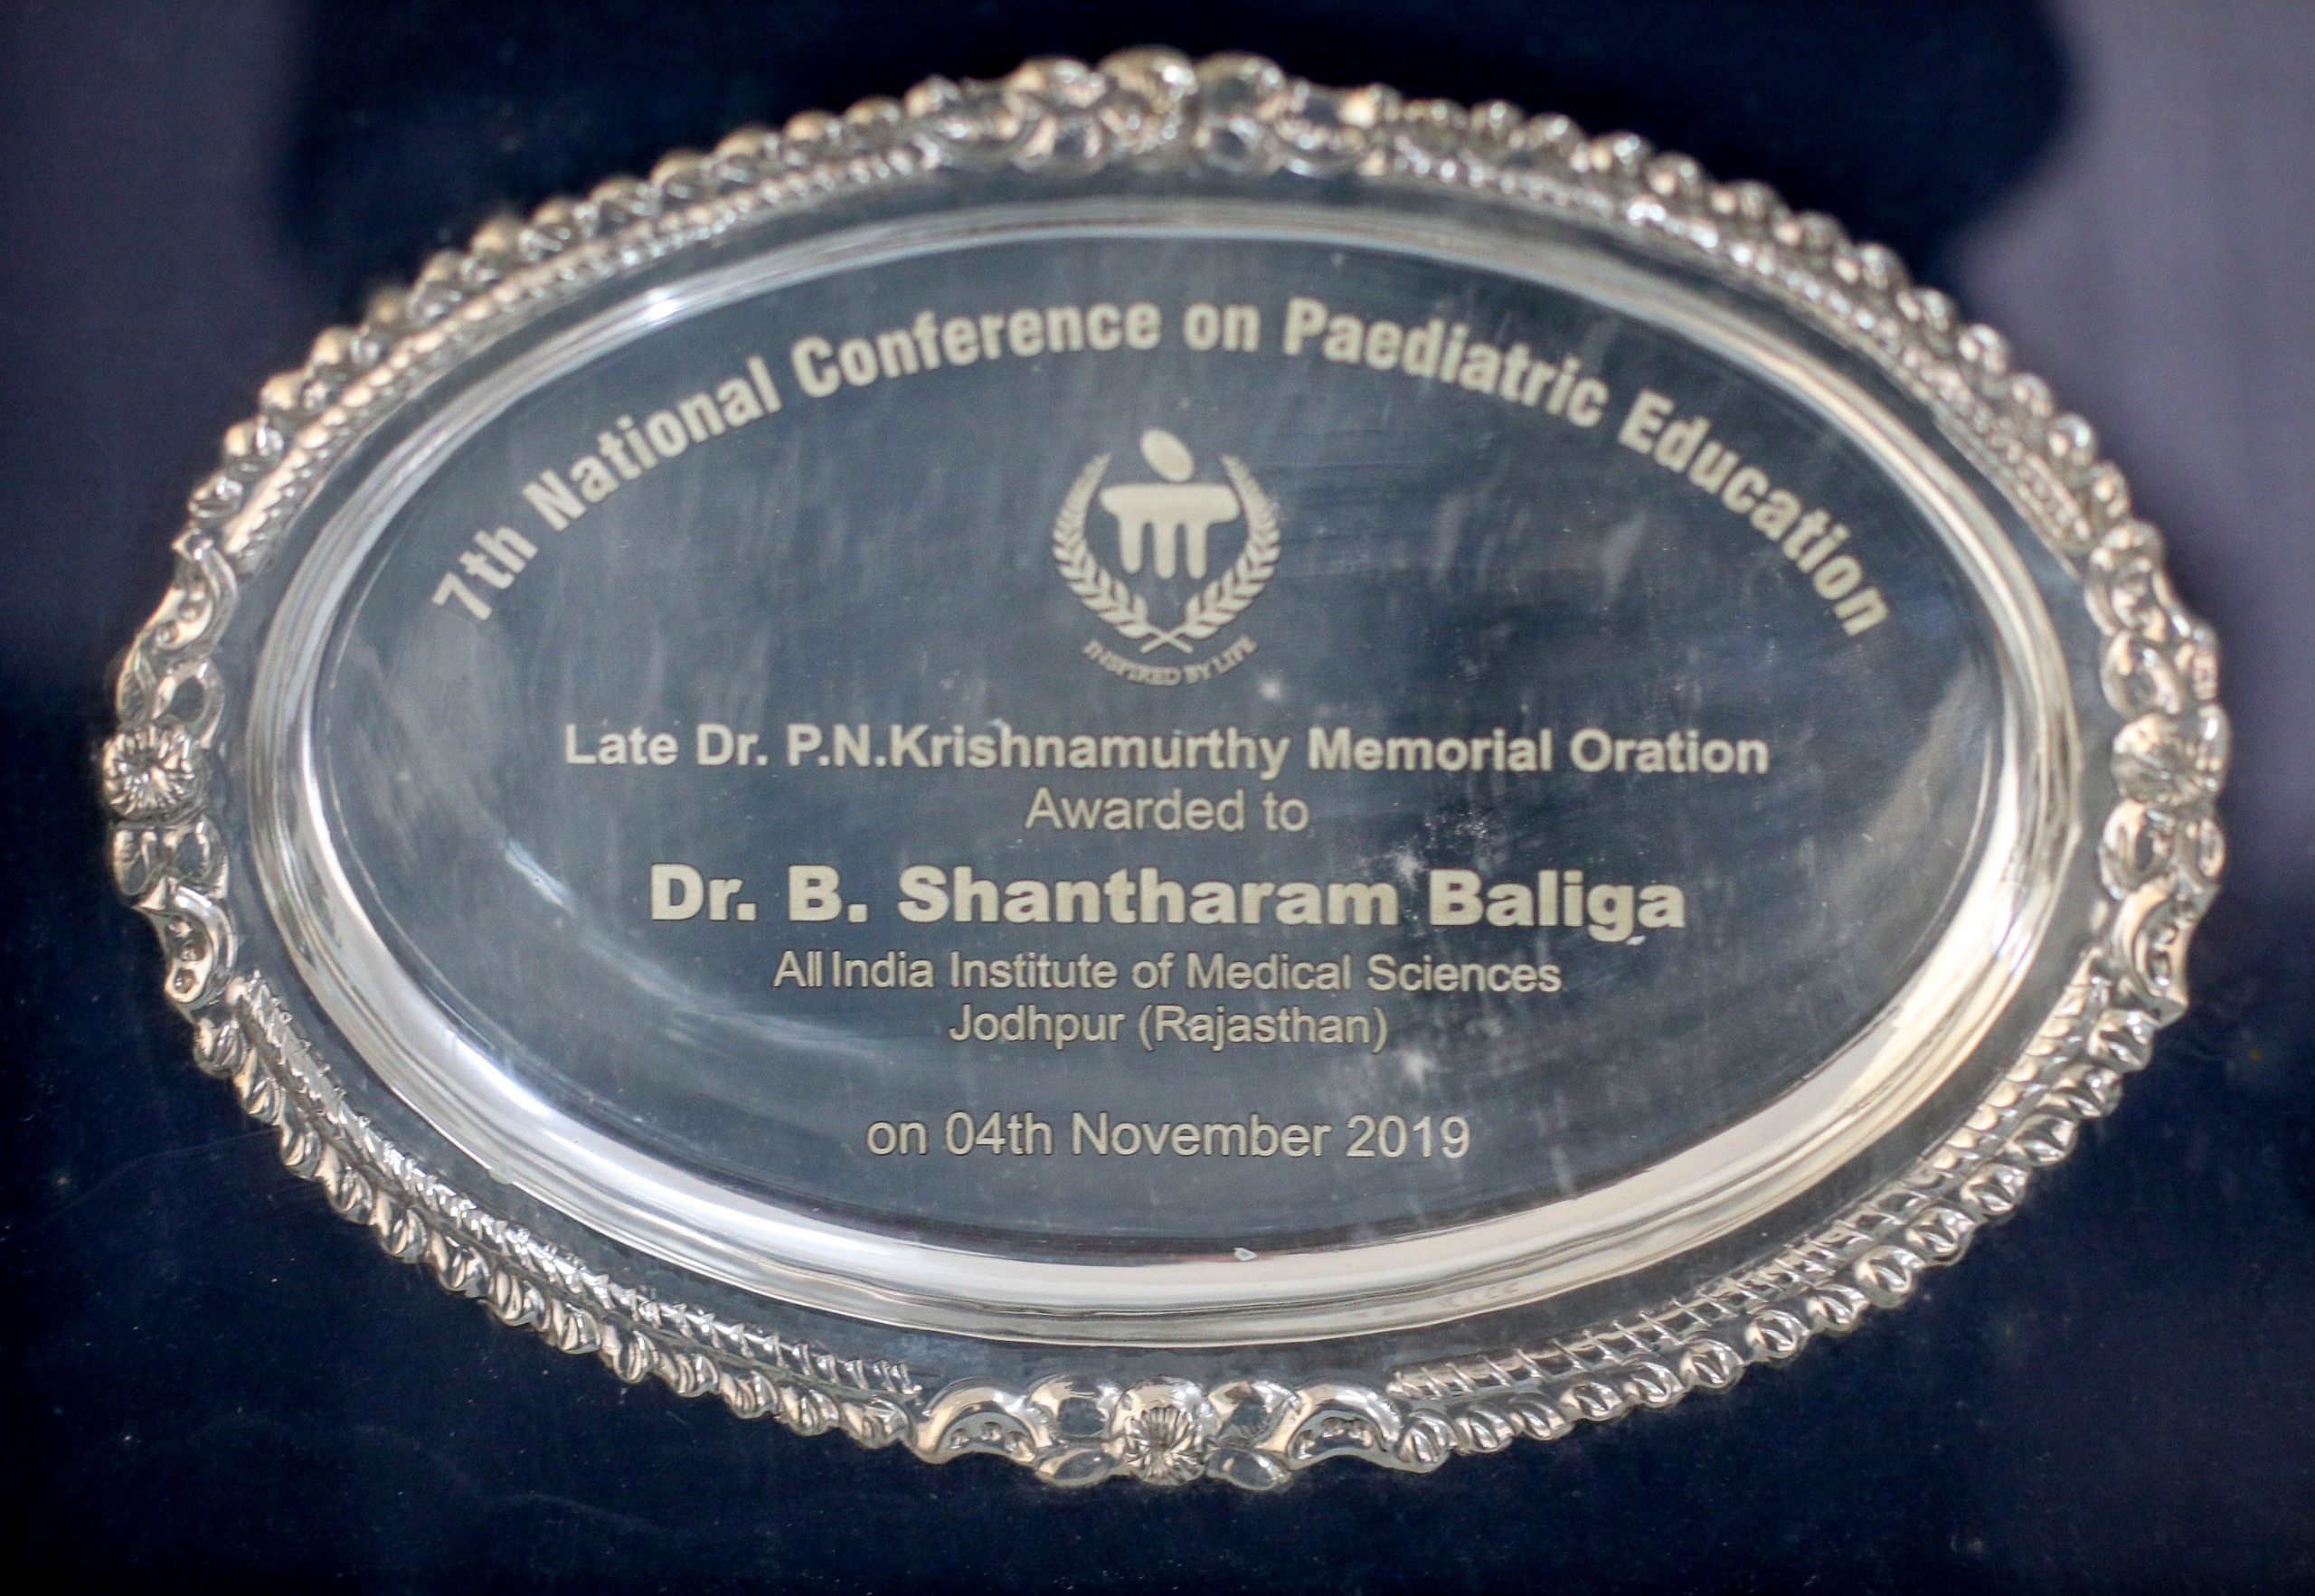 7th National Conference on Paediatric Education
INSPIRED BY LIFE
Late Dr. P.N.Krishnamurthy Memorial Oration
Awarded to
Dr. B. Shantharam Baliga
All India Institute of Medical Sciences
Jodhpur (Rajasthan)
on 04th November 2019